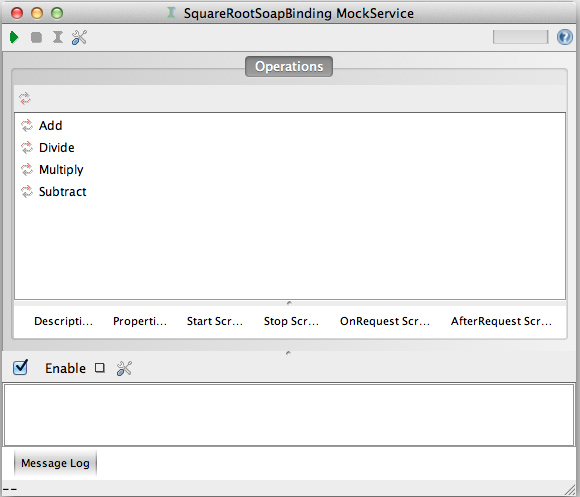 SquareRootSoapBinding MockService
Operations
Add
Divide
Multiply
Subtract
Descripti... Properti... Start Scr... Stop Scr... OnRequest Scr... AfterRequest Scr...
Enable
Message Log
--